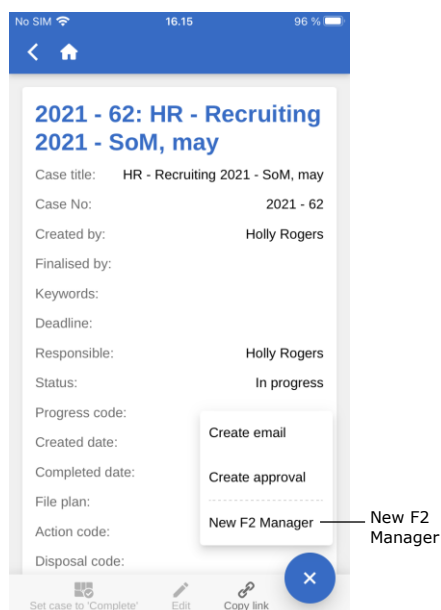 No SIM 16.15 96 %
2021 - 62: HR - Recruiting
2021 - SoM, may
Case title: HR - Recruiting 2021 - SoM, may
Case No: 2021 - 62
Created by: Holly Rogers
Finalised by:
Keywords:
Deadline:
Responsible: Holly Rogers
Status: In progress
Progress code:
Created date:
Completed date:
File plan:
Action code:
Disposal code:
Create email
Create approval
New F2 Manager
New F2
Manager
Set case to 'Complete' Edit Copy link